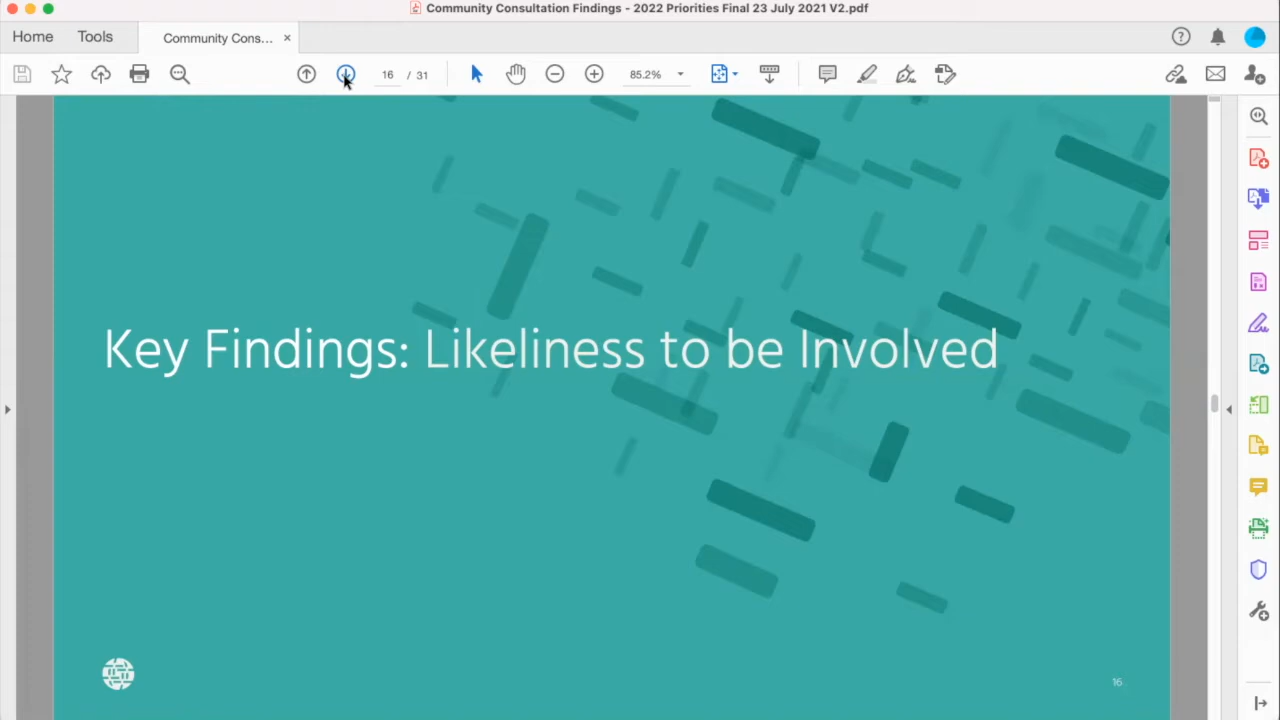 Community Consultation Findings - 2022 Priorities Final 23 July 2021 V2.pdf
Home Tools Community Cons... ×
16 / 31 85.2%
Key Findings: Likeliness to be Involved
16